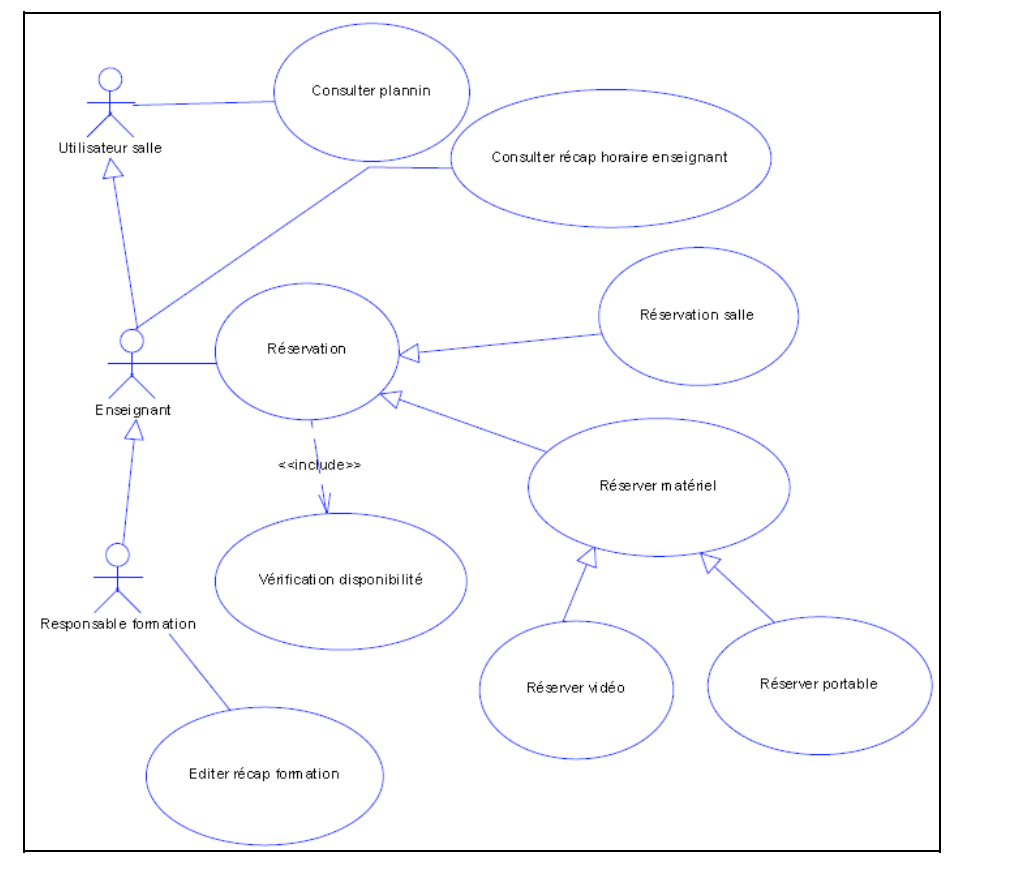 Consulter plannin
Utilisateur salle
Consulter récap horaire enseignant
Réservation salle
Réservation
Enseignant
<<include>>
Réserver matériel
Vérification disponibilité
Responsable formation
Réserver vidéo
Réserver portable
Editer récap formation